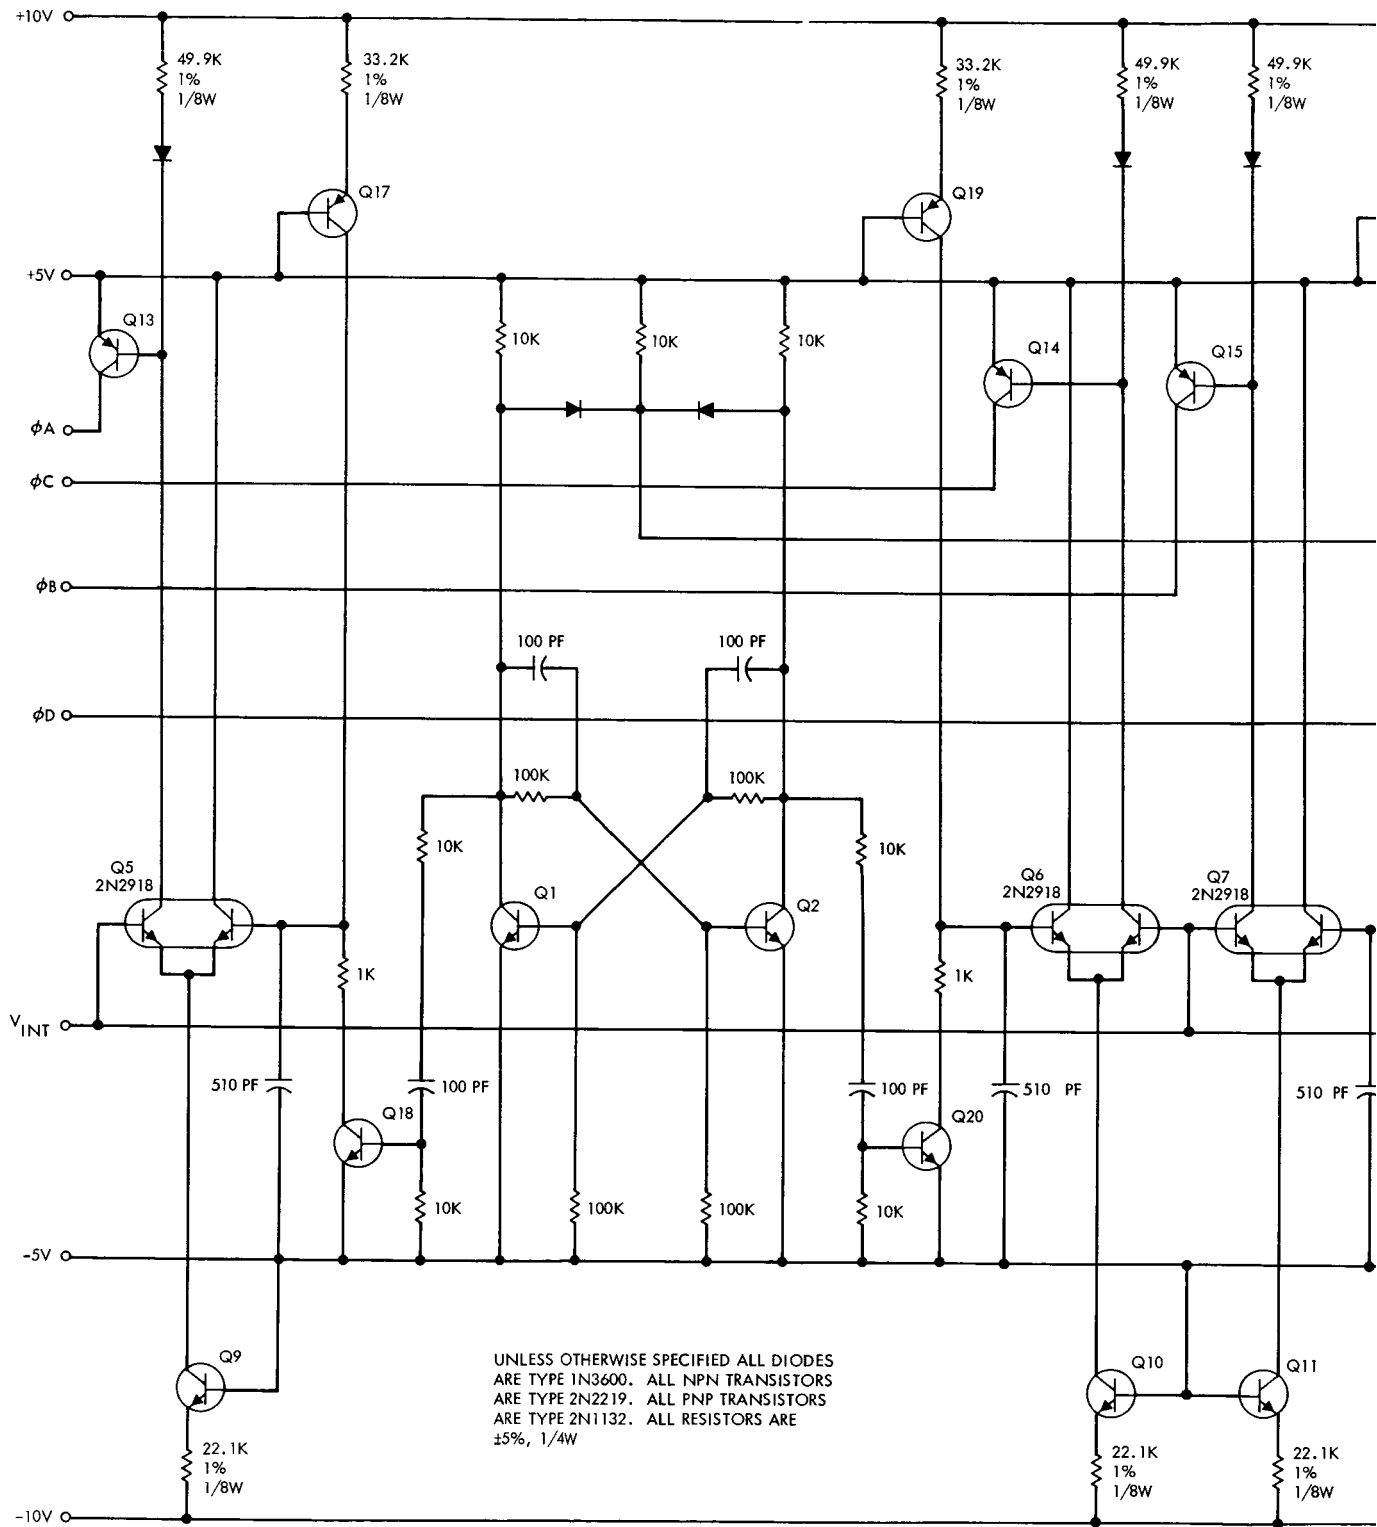 +10V
49.9K
1%
1/8W
33.2K
1%
1/8W
33.2K
1%
1/8W
49.9K
1%
1/8W
49.9K
1%
1/8W
Q17
Q19
+5V
Q13
10K
10K
10K
Q14
Q15
φA
φC
φB
100 PF
100 PF
φD
100K
100K
10K
10K
Q5
2N2918
Q1
Q2
Q6
2N2918
Q7
2N2918
1K
1K
VINT
510 PF
100 PF
100 PF
510 PF
510 PF
Q18
Q20
10K
100K
100K
10K
-5V
Q9
Q10
Q11
UNLESS OTHERWISE SPECIFIED ALL DIODES
ARE TYPE 1N3600. ALL NPN TRANSISTORS
ARE TYPE 2N2219. ALL PNP TRANSISTORS
ARE TYPE 2N1132. ALL RESISTORS ARE
±5%, 1/4W
22.1K
1%
1/8W
22.1K
1%
1/8W
22.1K
1%
1/8W
-10V